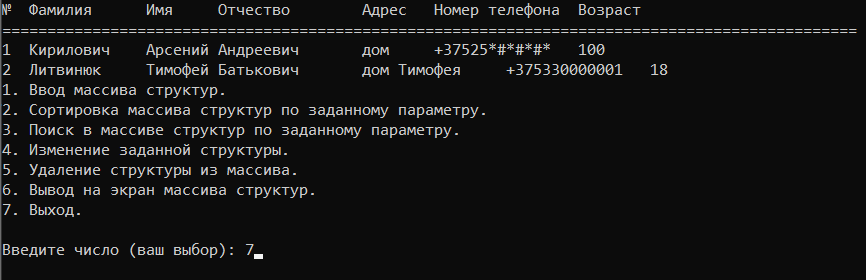 № Фамилия Имя Отчество Адрес Номер телефона Возраст
===============================================================================================
1 Кирилович Арсений Андреевич дом +37525*#*#*#* 100
2 Литвинюк Тимофей Батькович дом Тимофея +375330000001 18
1. Ввод массива структур.
2. Сортировка массива структур по заданному параметру.
3. Поиск в массиве структур по заданному параметру.
4. Изменение заданной структуры.
5. Удаление структуры из массива.
6. Вывод на экран массива структур.
7. Выход.
Введите число (ваш выбор): 7